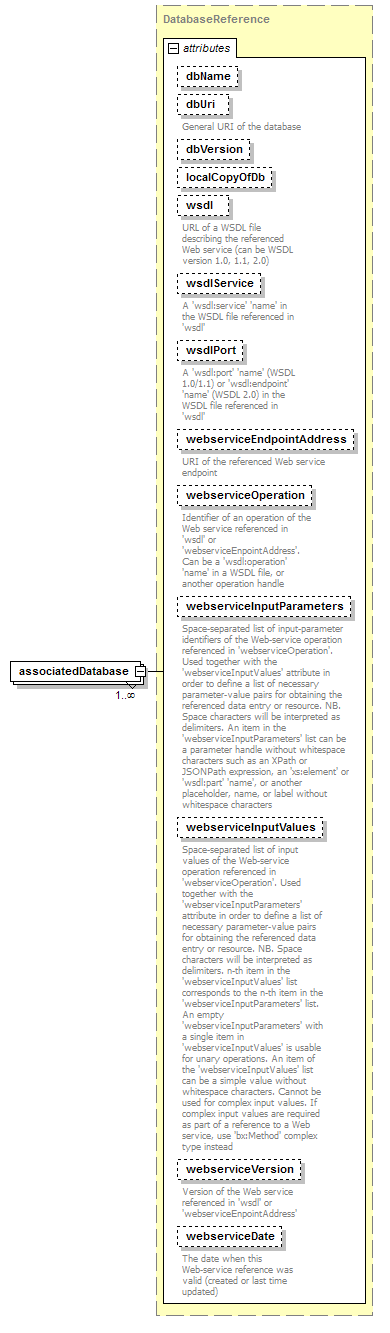 DatabaseReference
attributes
dbName
dbUri
General URI of the database
dbVersion
localCopyOfDb
wsdl
URL of a WSDL file
describing the referenced
Web service (can be WSDL
version 1.0, 1.1, 2.0)
wsdlService
A 'wsdl:service' 'name' in
the WSDL file referenced in
'wsdl'
wsdlPort
A 'wsdl:port' 'name' (WSDL
1.0/1.1) or 'wsdl:endpoint'
'name' (WSDL 2.0) in the
WSDL file referenced in
'wsdl'
webserviceEndpointAddress
URI of the referenced Web service
endpoint
webserviceOperation
Identifier of an operation of the
Web service referenced in
'wsdl' or
'webserviceEnpointAddress'.
Can be a 'wsdl:operation'
'name' in a WSDL file, or
another operation handle
webserviceInputParameters
Space-separated list of input-parameter
identifiers of the Web-service operation
referenced in 'webserviceOperation'.
Used together with the
'webserviceInputValues' attribute in
order to define a list of necessary
parameter-value pairs for obtaining the
referenced data entry or resource. NB.
Space characters will be interpreted as
delimiters. An item in the
'webserviceInputParameters' list can be
a parameter handle without whitespace
characters such as an XPath or
JSONPath expression, an 'xs:element' or
'wsdl:part' 'name', or another
placeholder, name, or label without
whitespace characters
associatedDatabase
1..∞
webserviceInputValues
Space-separated list of input
values of the Web-service
operation referenced in
'webserviceOperation'. Used
together with the
'webserviceInputParameters'
attribute in order to define a list of
necessary parameter-value pairs
for obtaining the referenced data
entry or resource. NB. Space
characters will be interpreted as
delimiters. n-th item in the
'webserviceInputValues' list
corresponds to the n-th item in the
'webserviceInputParameters' list.
An empty
'webserviceInputParameters' with
a single item in
'webserviceInputValues' is usable
for unary operations. An item of
the 'webserviceInputValues' list
can be a simple value without
whitespace characters. Cannot be
used for complex input values. If
complex input values are required
as part of a reference to a Web
service, use 'bx:Method' complex
type instead
webserviceVersion
Version of the Web service
referenced in 'wsdl' or
'webserviceEnpointAddress'
webserviceDate
The date when this
Web-service reference was
valid (created or last time
updated)